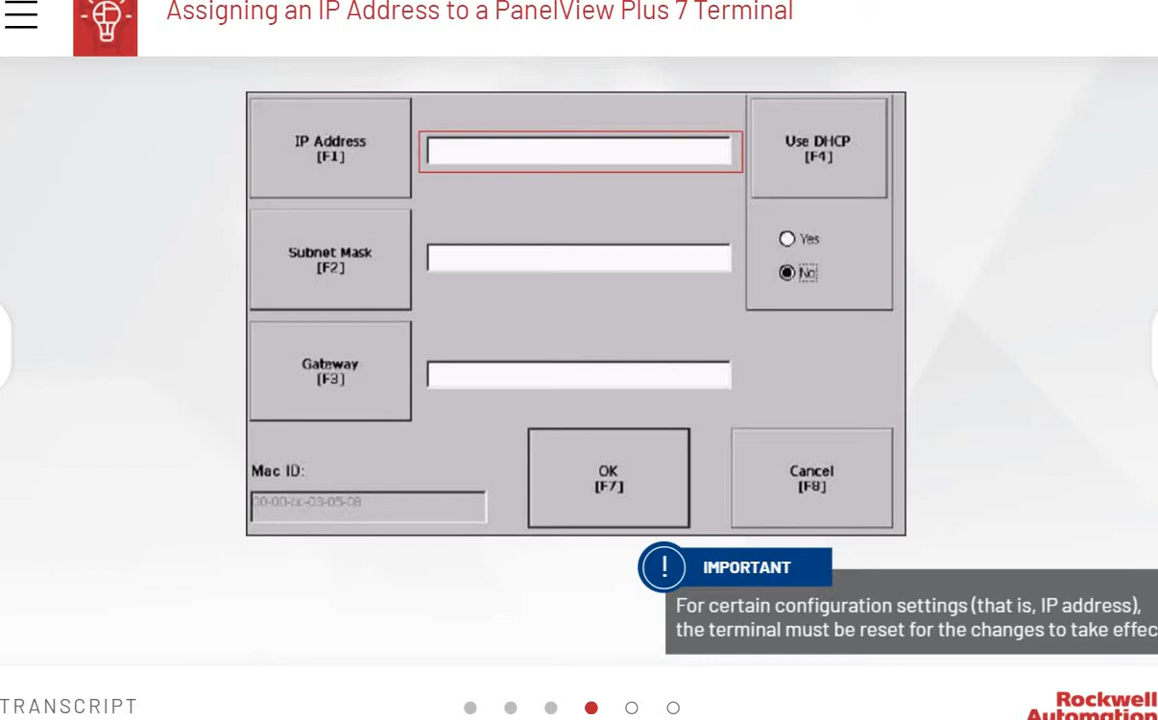 Assigning an IP Address to a PanelView Plus 7 Terminal
IP Address
[F1]
Use DHCP
[F4]
Subnet Mask
[F2]
Yes
No
Gateway
[F3]
Mac ID:
OK
[F7]
Cancel
[F8]
! IMPORTANT
For certain configuration settings (that is, IP address),
the terminal must be reset for the changes to take effec
TRANSCRIPT
Rockwell
Automation